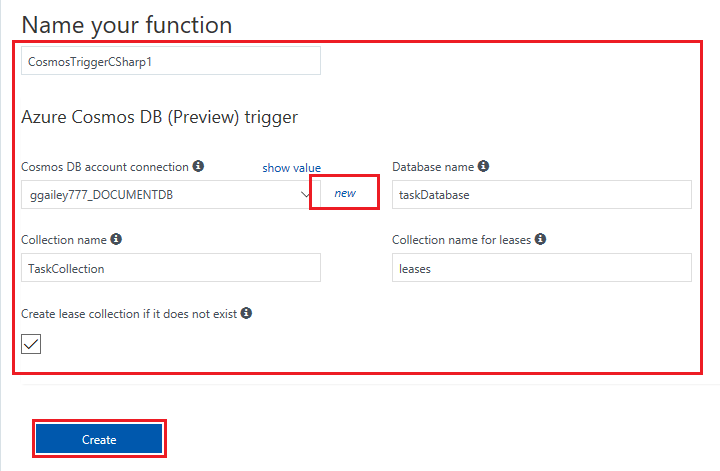 Name your function
CosmosTriggerCSharp1
Azure Cosmos DB (Preview) trigger
Cosmos DB account connection show value
ggailey777_DOCUMENTDB new
Database name
taskDatabase
Collection name
TaskCollection
Collection name for leases
leases
Create lease collection if it does not exist
Create